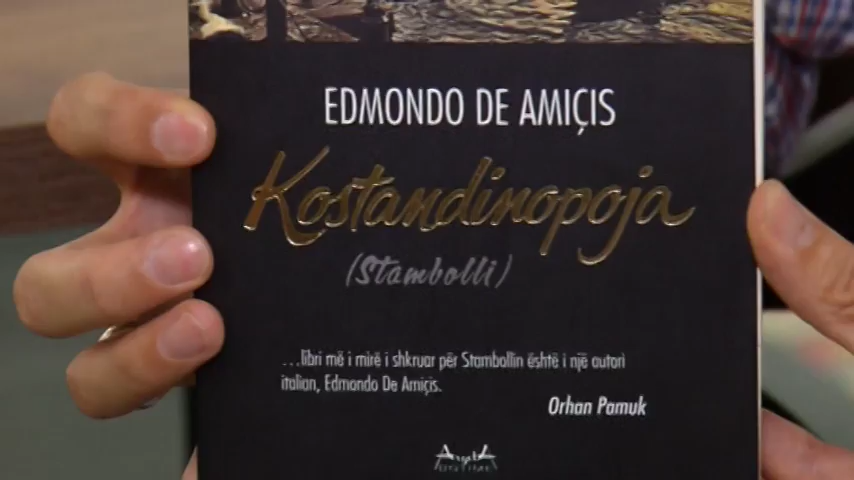 EDMONDO DE AMIÇIS
Kostandinopoja
(Stambolli)
...libri më i mirë i shkruar për Stambollin është i një autori
italian, Edmondo De Amiçis.
Orhan Pamuk